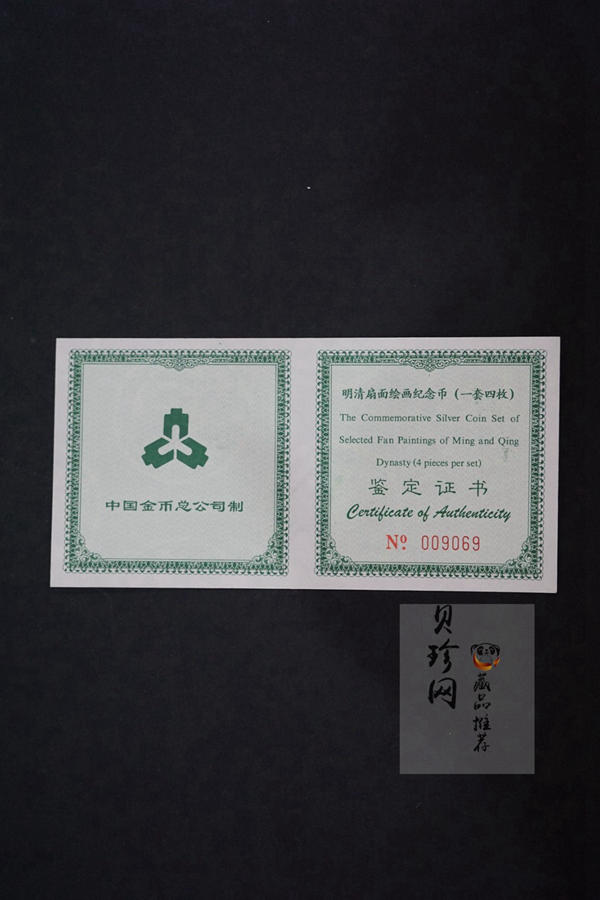 中国金币总公司制
明清扇面绘画纪念币（一套四枚）
The Commemorative Silver Coin Set of
Selected Fan Paintings of Ming and Qing
Dynasty (4 pieces per set)
鉴定证书
Certificate of Authenticity
Nº 009069
贝珍网
藏品推荐